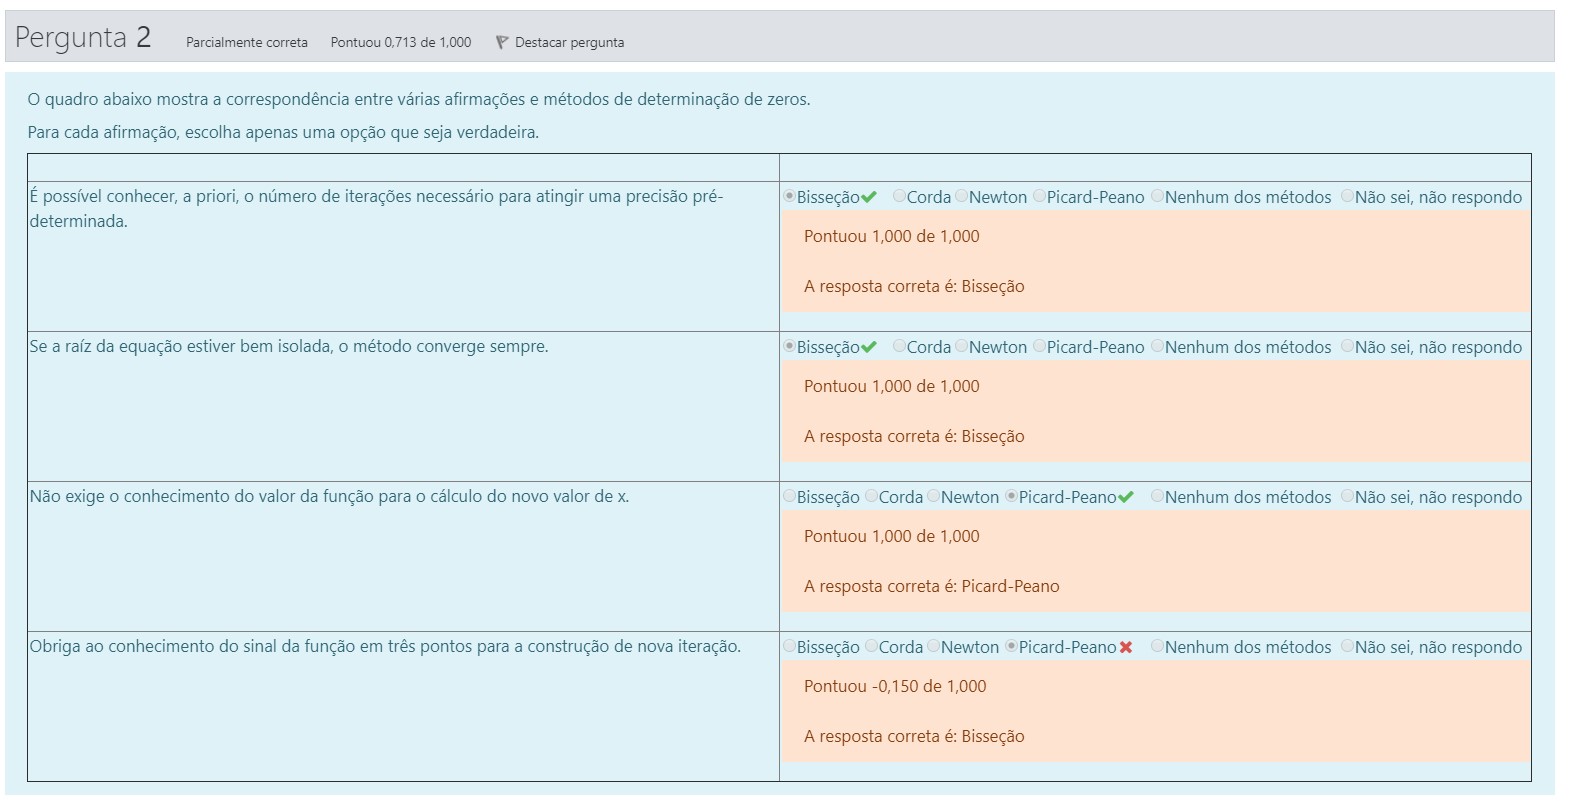 Pergunta 2 Parcialmente correta Pontuou 0,713 de 1,000 Destacar pergunta
O quadro abaixo mostra a correspondência entre várias afirmações e métodos de determinação de zeros.
Para cada afirmação, escolha apenas uma opção que seja verdadeira.
É possível conhecer, a priori, o número de iterações necessário para atingir uma precisão pré-
determinada.
Bisseção Corda Newton Picard-Peano Nenhum dos métodos Não sei, não respondo
Pontuou 1,000 de 1,000
A resposta correta é: Bisseção
Se a raíz da equação estiver bem isolada, o método converge sempre.
Bisseção Corda Newton Picard-Peano Nenhum dos métodos Não sei, não respondo
Pontuou 1,000 de 1,000
A resposta correta é: Bisseção
Não exige o conhecimento do valor da função para o cálculo do novo valor de x.
Bisseção Corda Newton Picard-Peano Nenhum dos métodos Não sei, não respondo
Pontuou 1,000 de 1,000
A resposta correta é: Picard-Peano
Obriga ao conhecimento do sinal da função em três pontos para a construção de nova iteração.
Bisseção Corda Newton Picard-Peano Nenhum dos métodos Não sei, não respondo
Pontuou -0,150 de 1,000
A resposta correta é: Bisseção